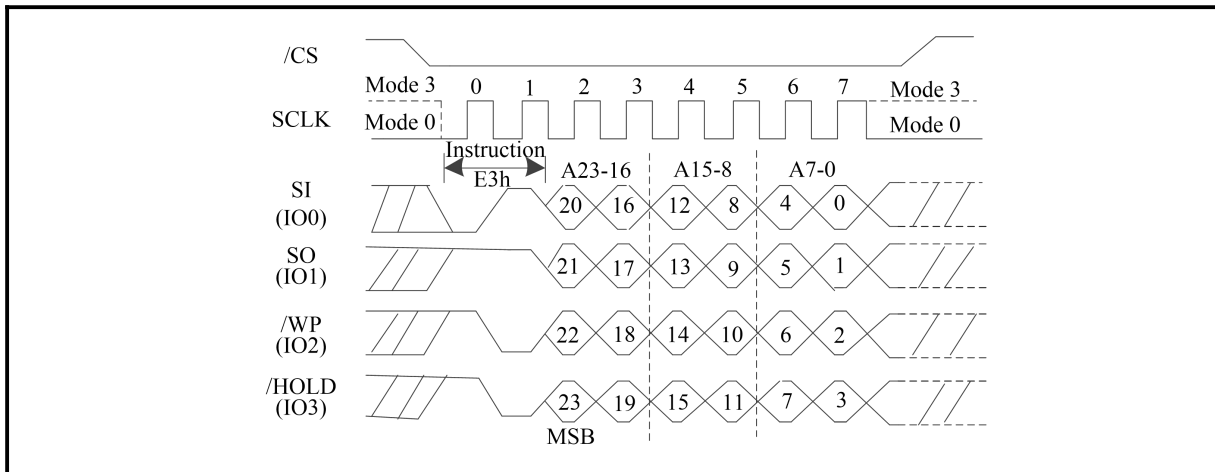 /CS
Mode 3 0 1 2 3 4 5 6 7 Mode 3
SCLK
Mode 0 Mode 0
Instruction
E3h
A23-16 A15-8 A7-0
SI
(IO0)
20 16 12 8 4 0
SO
(IO1)
21 17 13 9 5 1
/WP
(IO2)
22 18 14 10 6 2
/HOLD
(IO3)
23 19 15 11 7 3
MSB